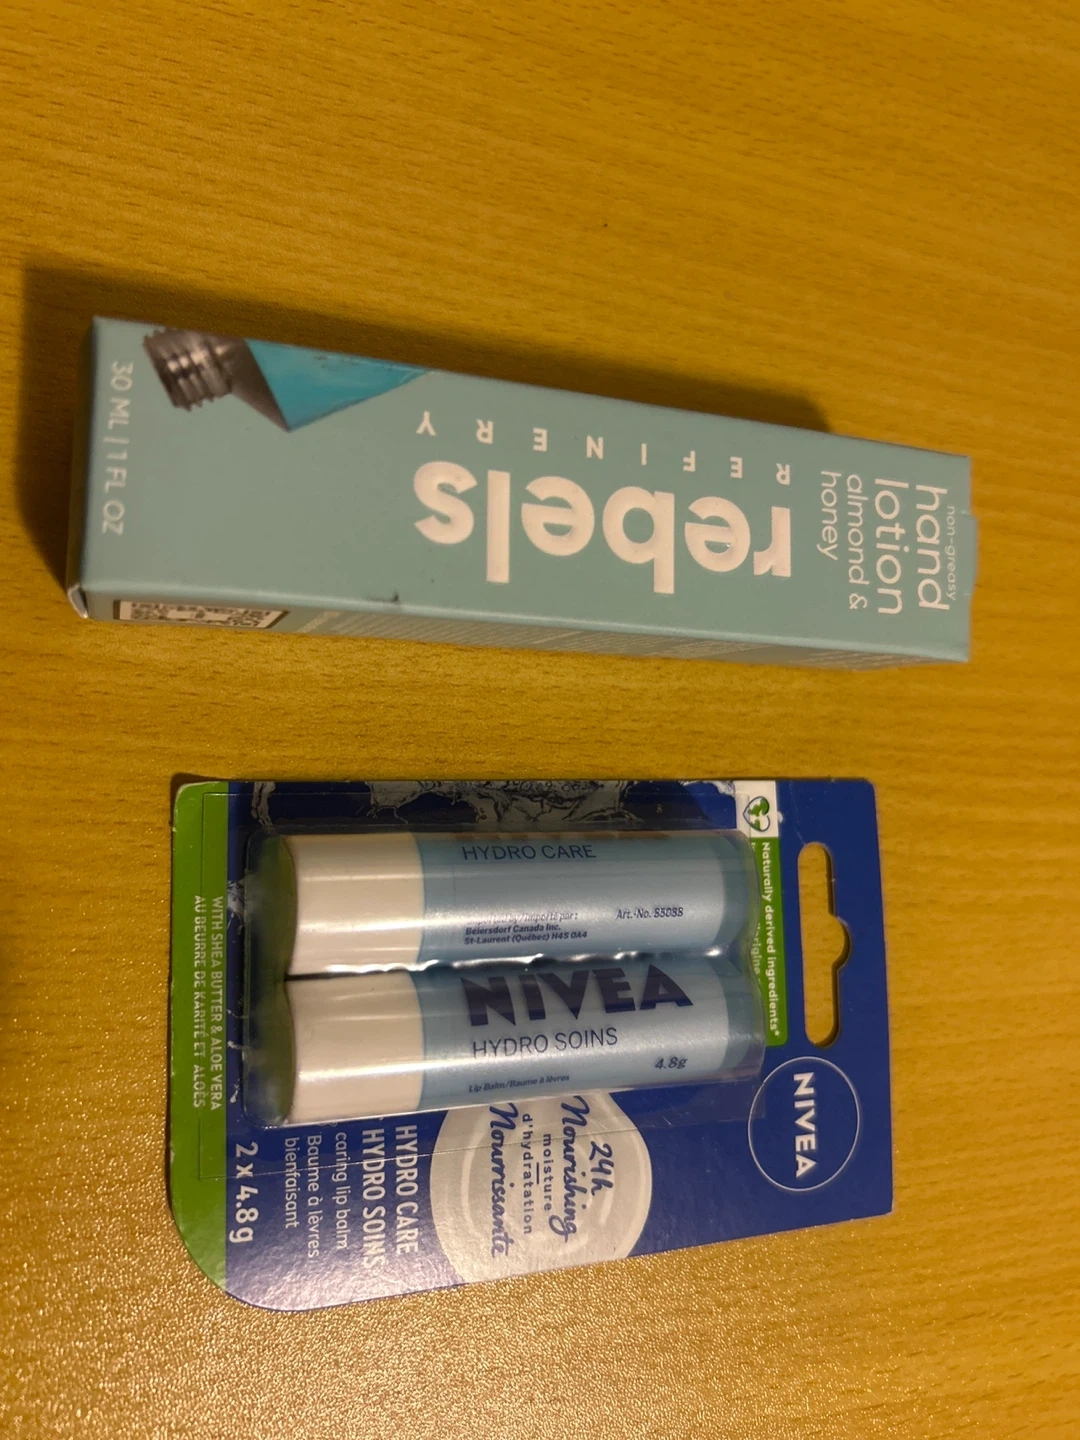 non-greasy
hand
lotion
almond &
honey
rebels
REFINERY
30 ML | 1 FL OZ
NIVEA
Naturally derived ingredients*
HYDRO CARE
Art.-No. 85088
Beiersdorf Canada Inc.
St-Laurent (Québec) H4S 0A4
NIVEA
HYDRO SOINS
4.8g
Lip Balm/Baume à lèvres
24h
Nourishing
moisture
d'hydratation
Nourrissante
HYDRO CARE
HYDRO SOINS
caring lip balm
Baume à lèvres
bienfaisant
2 x 4.8 g
WITH SHEA BUTTER & ALOE VERA
AU BEURRE DE KARITÉ ET ALOÈS